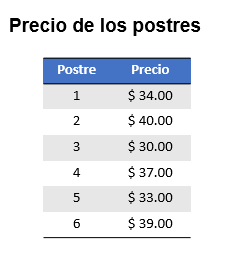 Precio de los postres
Postre Precio
1 $ 34.00
2 $ 40.00
3 $ 30.00
4 $ 37.00
5 $ 33.00
6 $ 39.00